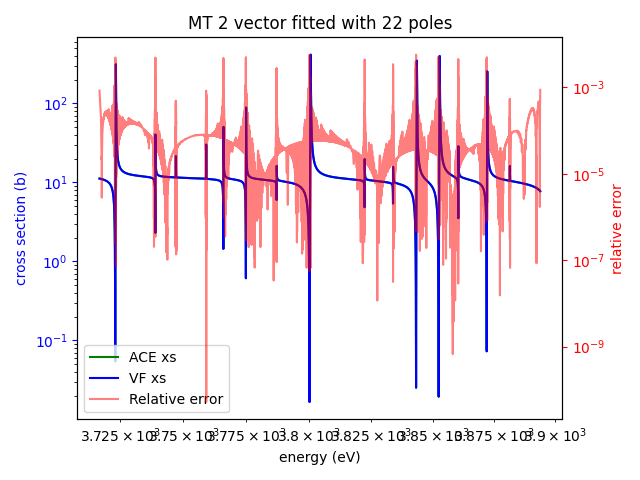 MT 2 vector fitted with 22 poles
10²
10¹
10⁰
10⁻¹
cross section (b)
10⁻³
10⁻⁵
10⁻⁷
10⁻⁹
relative error
ACE xs
VF xs
Relative error
3.725 × 10³ 3.75 × 10³ 3.775 × 10³ 3.8 × 10³ 3.825 × 10³ 3.85 × 10³ 3.875 × 10³ 3.9 × 10³
energy (eV)